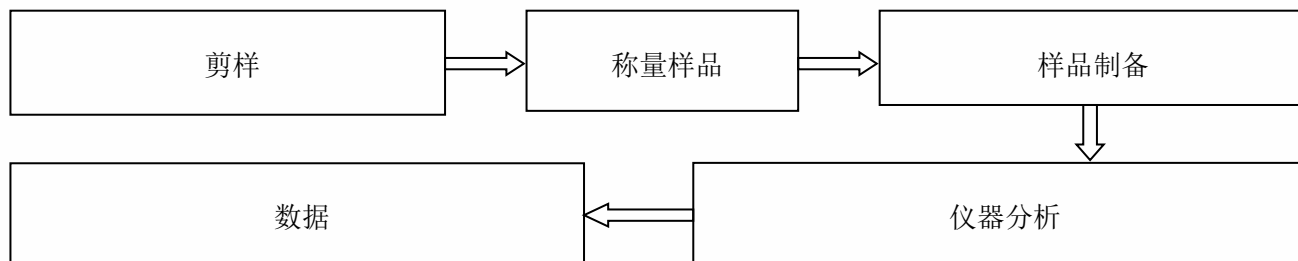 剪样
称量样品
样品制备
仪器分析
数据